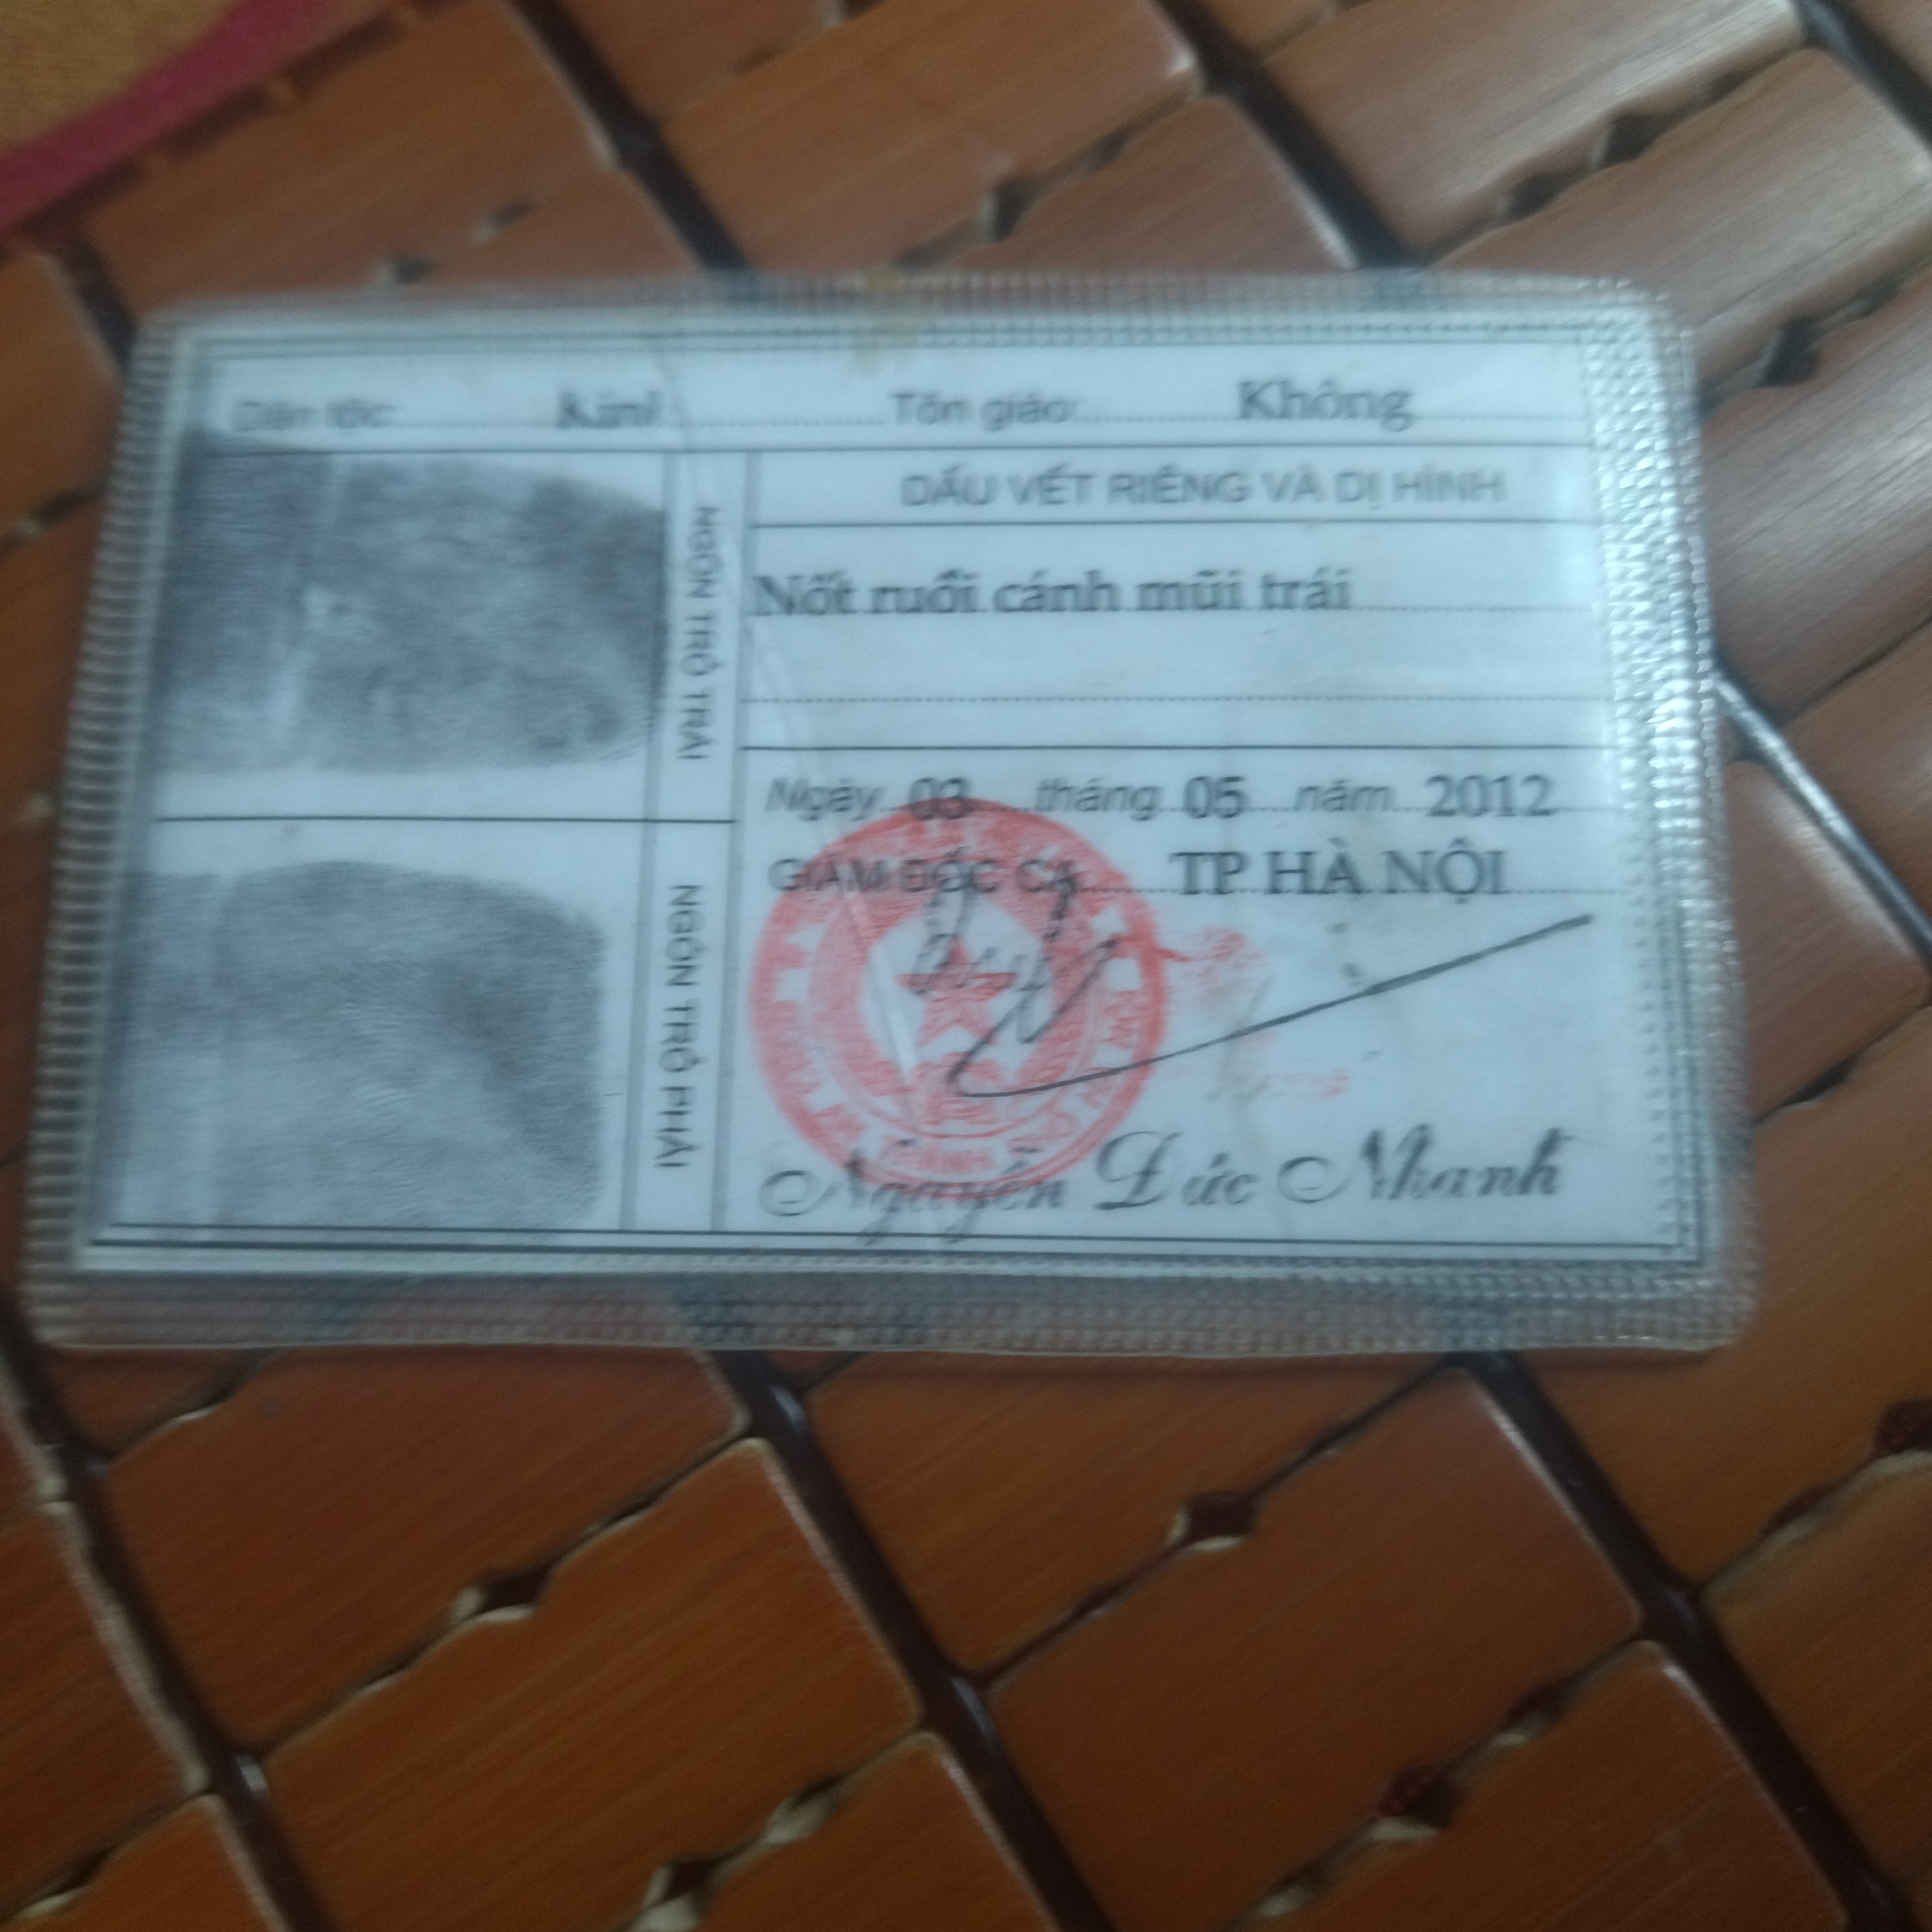 Dân tộc: Kinh Tôn giáo: Không
NGÓN TRỎ TRÁI
DẤU VẾT RIÊNG VÀ DỊ HÌNH
Nốt ruồi cánh mũi trái
NGÓN TRỎ PHẢI
Ngày 03 tháng 05 năm 2012
GIÁM ĐỐC CA TP HÀ NỘI
Nguyễn Đức Nhanh